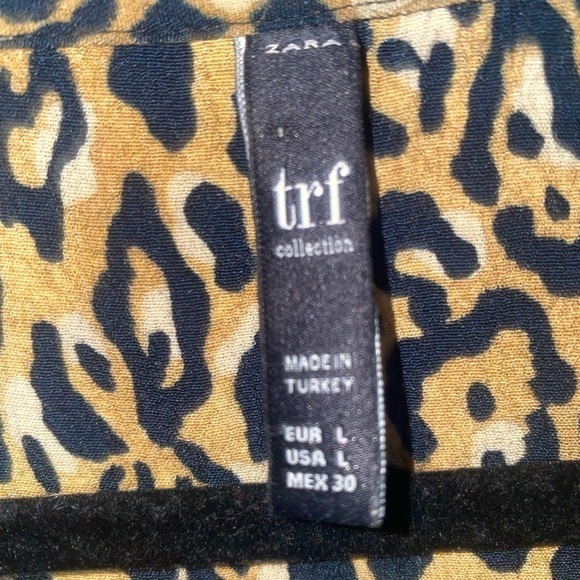 ZARA
trf
collection
MADE IN
TURKEY
EUR L
USA L
MEX 30